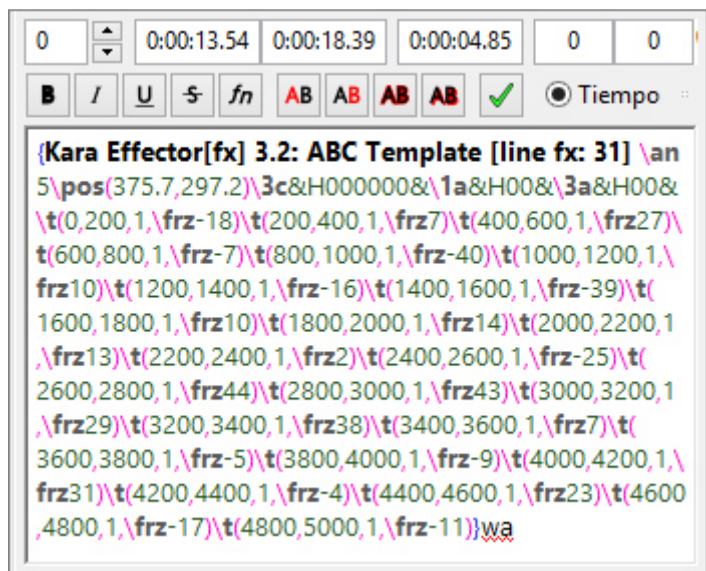 0 0:00:13.54 0:00:18.39 0:00:04.85 0 0
B I U S fn AB AB AB AB Tiempo
{Kara Effector[fx] 3.2: ABC Template [line fx: 31] \an
5\pos(375.7,297.2)\3c&H000000&\1a&H00&\3a&H00&
\t(0,200,1,\frz-18)\t(200,400,1,\frz7)\t(400,600,1,\frz27)\
t(600,800,1,\frz-7)\t(800,1000,1,\frz-40)\t(1000,1200,1,\
frz10)\t(1200,1400,1,\frz-16)\t(1400,1600,1,\frz-39)\t(
1600,1800,1,\frz10)\t(1800,2000,1,\frz14)\t(2000,2200,1
,\frz13)\t(2200,2400,1,\frz2)\t(2400,2600,1,\frz-25)\t(
2600,2800,1,\frz44)\t(2800,3000,1,\frz43)\t(3000,3200,1
,\frz29)\t(3200,3400,1,\frz38)\t(3400,3600,1,\frz7)\t(
3600,3800,1,\frz-5)\t(3800,4000,1,\frz-9)\t(4000,4200,1,\
frz31)\t(4200,4400,1,\frz-4)\t(4400,4600,1,\frz23)\t(4600
,4800,1,\frz-17)\t(4800,5000,1,\frz-11)}wa